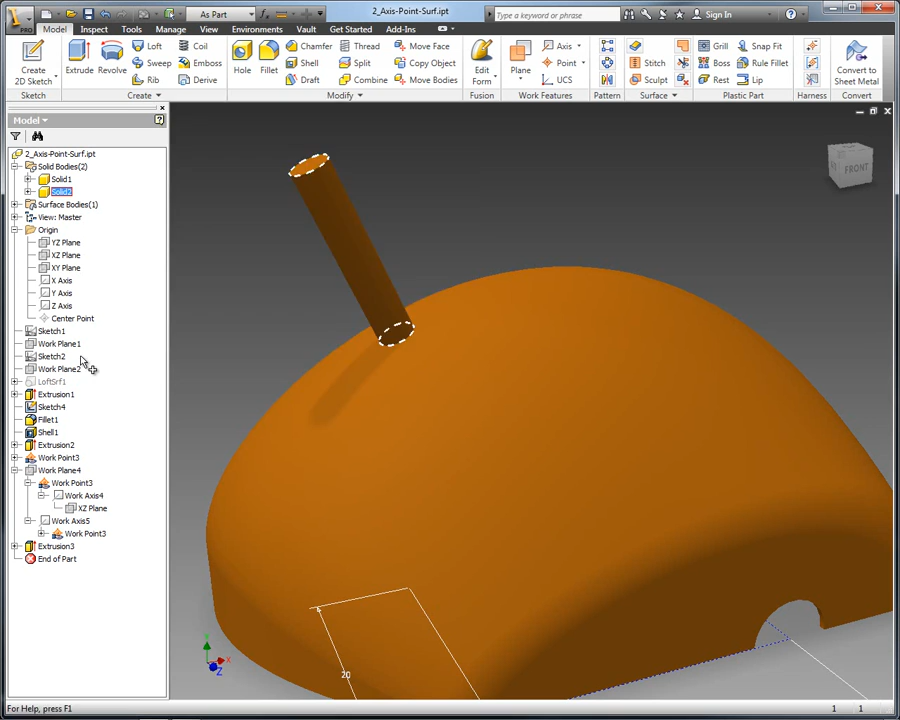 PRO
As Part
2_Axis-Point-Surf.ipt
Type a keyword or phrase
Sign In
Model Inspect Tools Manage View Environments Vault Get Started Add-Ins
Create
2D Sketch
Extrude Revolve
Loft
Sweep
Rib
Coil
Emboss
Derive
Hole Fillet
Chamfer
Shell
Draft
Thread
Split
Combine
Move Face
Copy Object
Move Bodies
Edit
Form
Plane
Axis
Point
UCS
Stitch
Sculpt
Grill
Boss
Rest
Snap Fit
Rule Fillet
Lip
Convert to
Sheet Metal
Sketch Create Modify Fusion Work Features Pattern Surface Plastic Part Harness Convert
Model
2_Axis-Point-Surf.ipt
Solid Bodies(2)
Solid1
Solid2
Surface Bodies(1)
View: Master
Origin
YZ Plane
XZ Plane
XY Plane
X Axis
Y Axis
Z Axis
Center Point
Sketch1
Work Plane1
Sketch2
Work Plane2
LoftSrf1
Extrusion1
Sketch4
Fillet1
Shell1
Extrusion2
Work Point3
Work Plane4
Work Point3
Work Axis4
XZ Plane
Work Axis5
Work Point3
Extrusion3
End of Part
FRONT
20
Y
X
Z
For Help, press F1
1 1